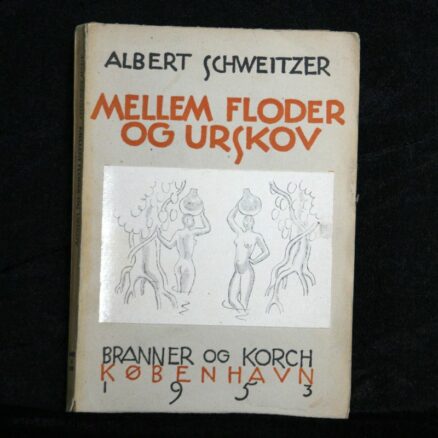 ALBERT SCHWEITZER
MELLEM FLODER
OG URSKOV
BRANNER OG KORCH
KØBENHAVN
1953